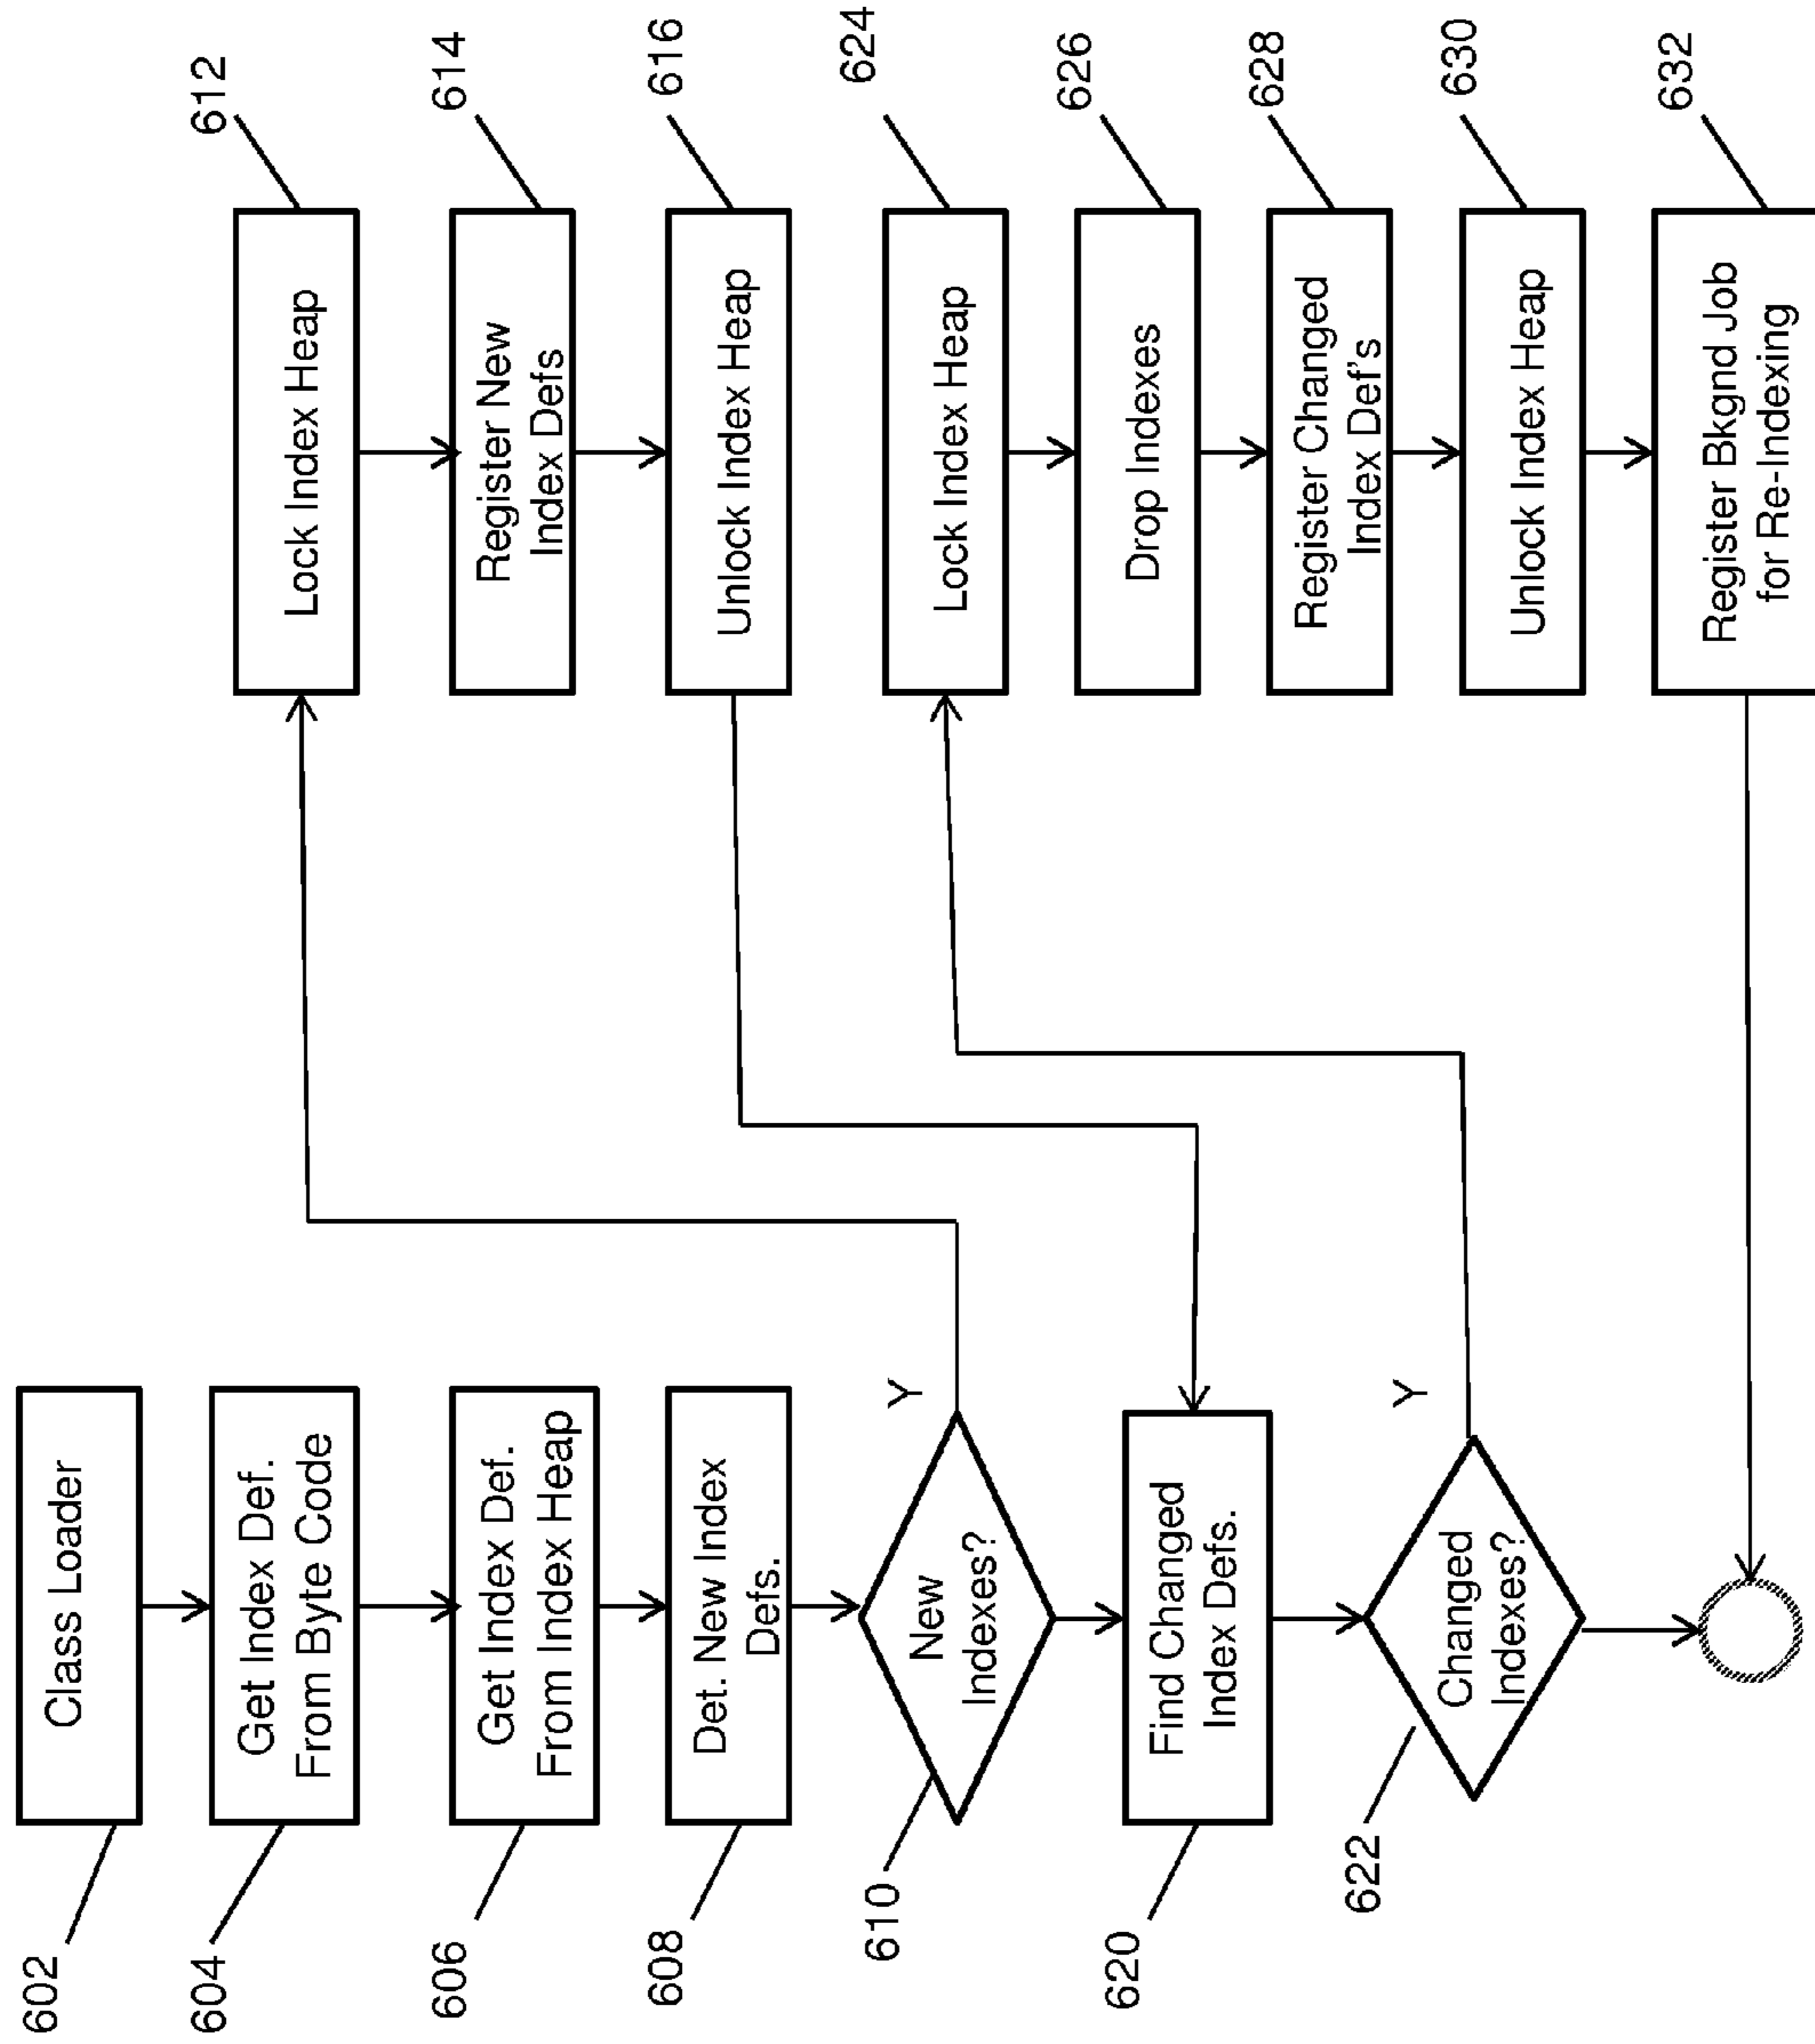 602
Class Loader
604
Get Index Def.
From Byte Code
606
Get Index Def.
From Index Heap
608
Det. New Index
Defs.
610
New
Indexes?
Y
620
Find Changed
Index Defs.
622
Changed
Indexes?
Y
612
Lock Index Heap
614
Register New
Index Defs
616
Unlock Index Heap
624
Lock Index Heap
626
Drop Indexes
628
Register Changed
Index Def's
630
Unlock Index Heap
632
Register Bkgnd Job
for Re-Indexing